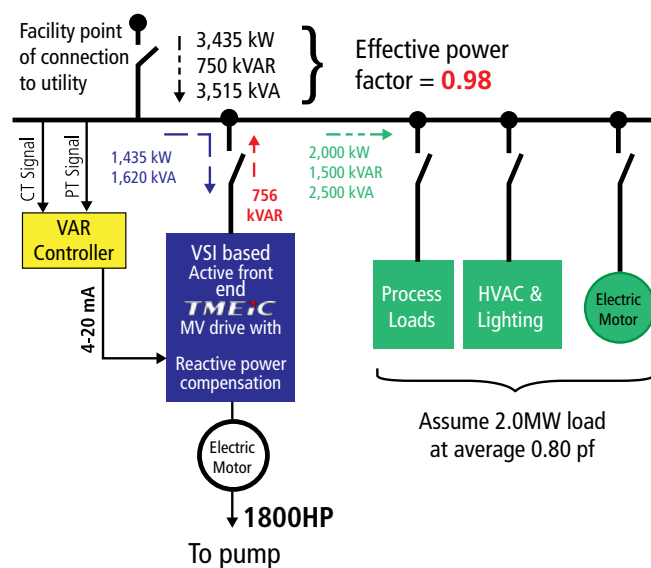 Facility point
of connection
to utility
3,435 kW
750 kVAR
3,515 kVA
Effective power
factor = 0.98
CT Signal
PT Signal
1,435 kW
1,620 kVA
756
kVAR
2,000 kW
1,500 kVAR
2,500 kVA
VAR
Controller
4-20 mA
VSI based
Active front
end
TMEiC
MV drive with
Reactive power
compensation
Process
Loads
HVAC &
Lighting
Electric
Motor
Assume 2.0MW load
at average 0.80 pf
Electric
Motor
1800HP
To pump